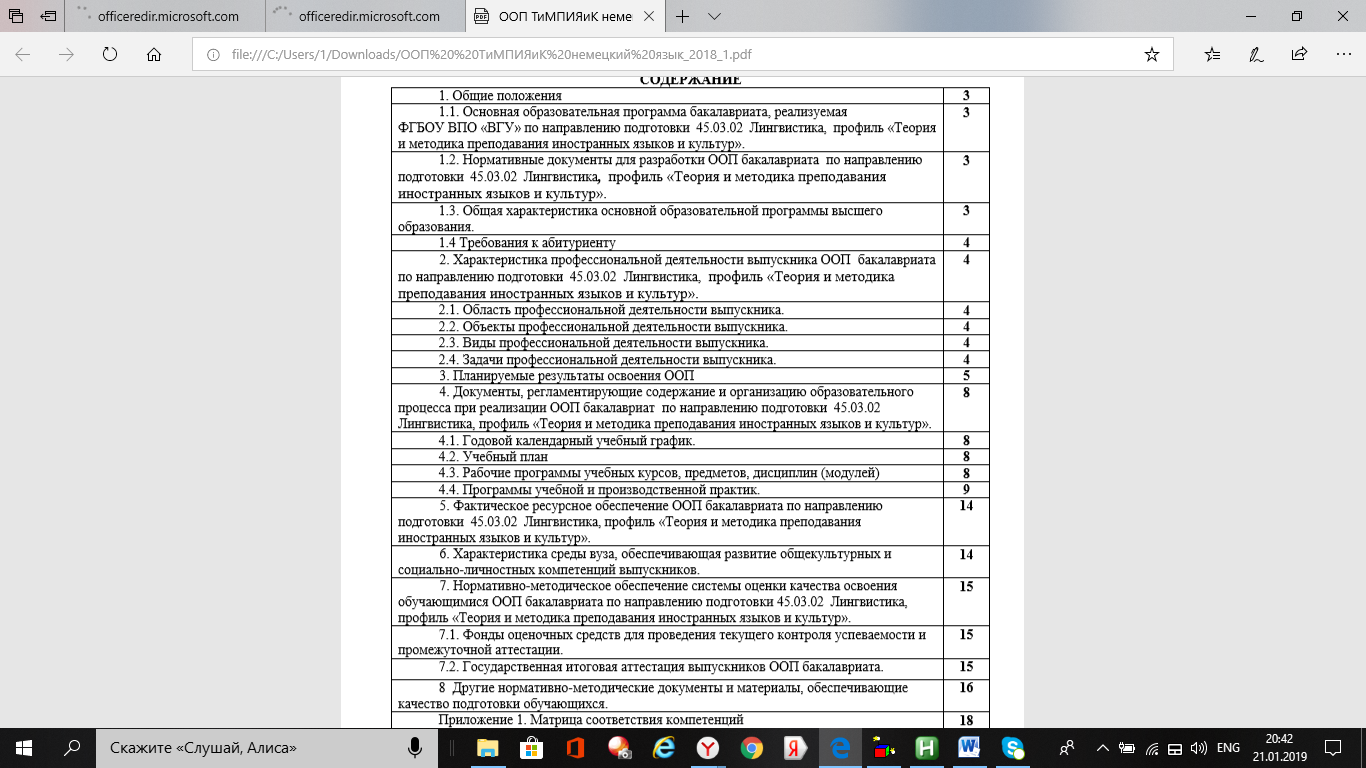 officeredir.microsoft.com
officeredir.microsoft.com
ООП ТиМПИЯиК неме
file:///C:/Users/1/Downloads/ООП%20%20ТиМПИЯиК%20немецкий%20язык_2018_1.pdf
СОДЕРЖАНИЕ
1. Общие положения 3
1.1. Основная образовательная программа бакалавриата, реализуемая 3
ФГБОУ ВПО «ВГУ» по направлению подготовки 45.03.02 Лингвистика, профиль «Теория
и методика преподавания иностранных языков и культур».
1.2. Нормативные документы для разработки ООП бакалавриата по направлению 3
подготовки 45.03.02 Лингвистика, профиль «Теория и методика преподавания
иностранных языков и культур».
1.3. Общая характеристика основной образовательной программы высшего 3
образования.
1.4 Требования к абитуриенту 4
2. Характеристика профессиональной деятельности выпускника ООП бакалавриата 4
по направлению подготовки 45.03.02 Лингвистика, профиль «Теория и методика
преподавания иностранных языков и культур».
2.1. Область профессиональной деятельности выпускника. 4
2.2. Объекты профессиональной деятельности выпускника. 4
2.3. Виды профессиональной деятельности выпускника. 4
2.4. Задачи профессиональной деятельности выпускника. 4
3. Планируемые результаты освоения ООП 5
4. Документы, регламентирующие содержание и организацию образовательного 8
процесса при реализации ООП бакалавриат по направлению подготовки 45.03.02
Лингвистика, профиль «Теория и методика преподавания иностранных языков и культур».
4.1. Годовой календарный учебный график. 8
4.2. Учебный план 8
4.3. Рабочие программы учебных курсов, предметов, дисциплин (модулей) 8
4.4. Программы учебной и производственной практик. 9
5. Фактическое ресурсное обеспечение ООП бакалавриата по направлению 14
подготовки 45.03.02 Лингвистика, профиль «Теория и методика преподавания
иностранных языков и культур».
6. Характеристика среды вуза, обеспечивающая развитие общекультурных и 14
социально-личностных компетенций выпускников.
7. Нормативно-методическое обеспечение системы оценки качества освоения 15
обучающимися ООП бакалавриата по направлению подготовки 45.03.02 Лингвистика,
профиль «Теория и методика преподавания иностранных языков и культур».
7.1. Фонды оценочных средств для проведения текущего контроля успеваемости и 15
промежуточной аттестации.
7.2. Государственная итоговая аттестация выпускников ООП бакалавриата. 15
8 Другие нормативно-методические документы и материалы, обеспечивающие 16
качество подготовки обучающихся.
Приложение 1. Матрица соответствия компетенций 18
Скажите «Слушай, Алиса»
ENG
20:42
21.01.2019